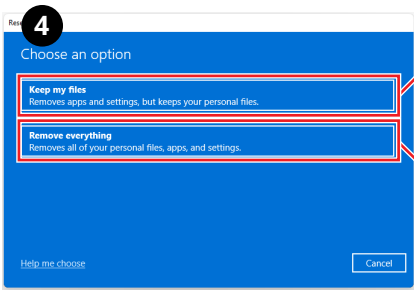 Rese
4
Choose an option
Keep my files
Removes apps and settings, but keeps your personal files.
Remove everything
Removes all of your personal files, apps, and settings.
Help me choose
Cancel